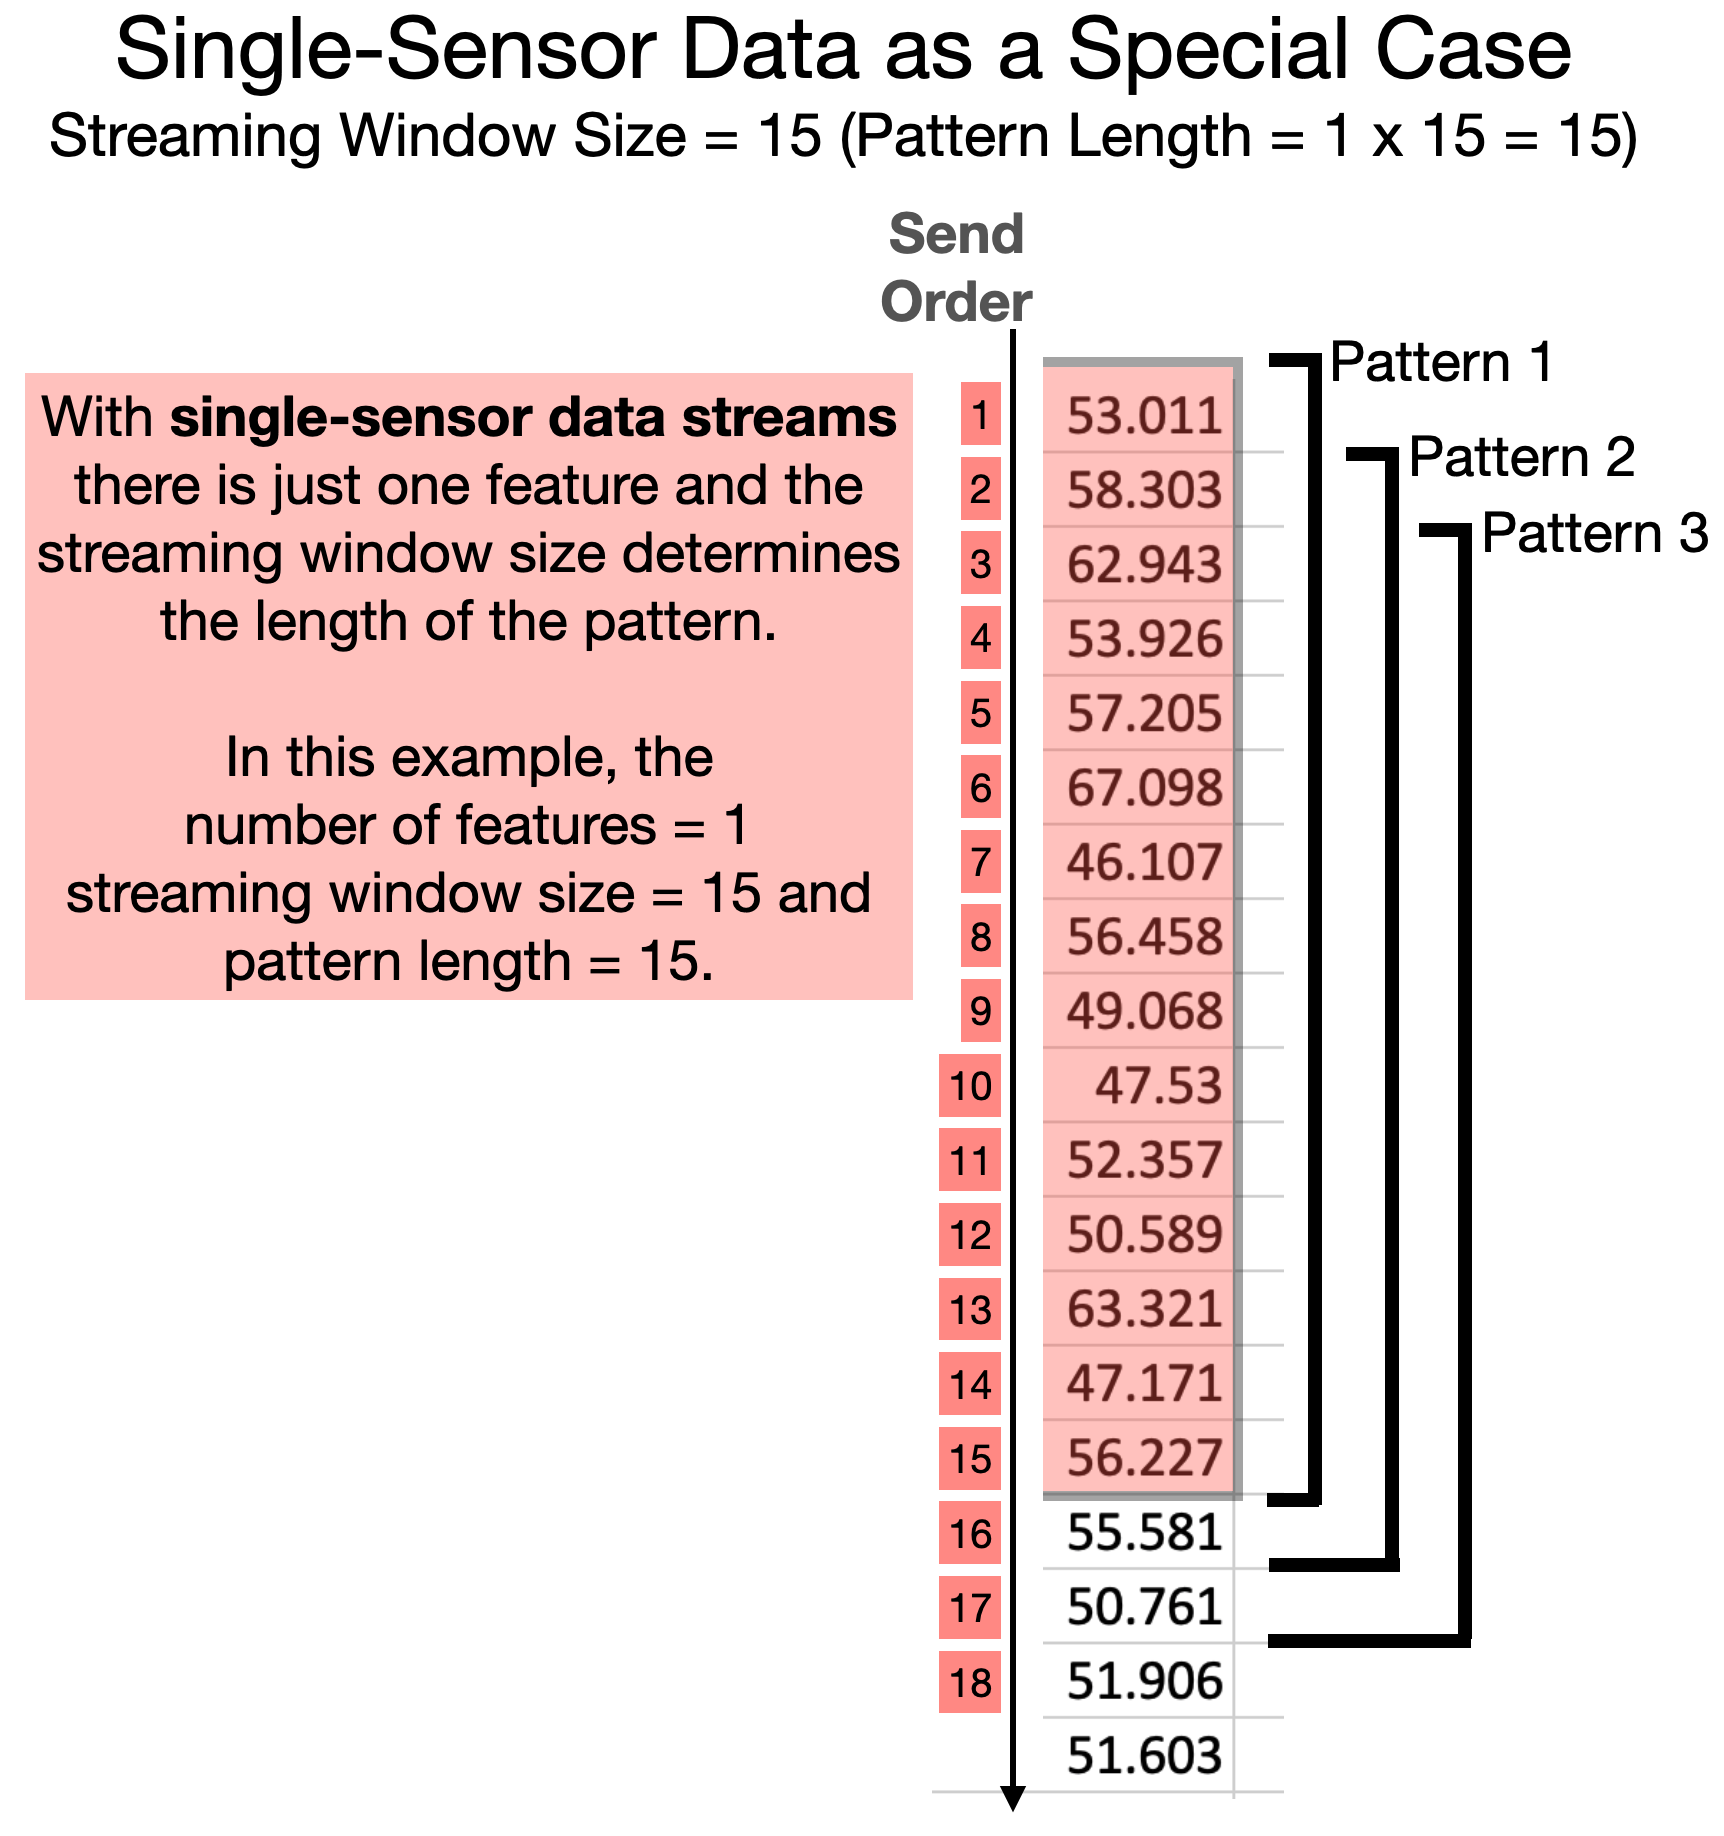 Single-Sensor Data as a Special Case
Streaming Window Size = 15 (Pattern Length = 1 x 15 = 15)
Send
Order
With single-sensor data streams
there is just one feature and the
streaming window size determines
the length of the pattern.
In this example, the
number of features = 1
streaming window size = 15 and
pattern length = 15.
Pattern 1
Pattern 2
Pattern 3
1 53.011
2 58.303
3 62.943
4 53.926
5 57.205
6 67.098
7 46.107
8 56.458
9 49.068
10 47.53
11 52.357
12 50.589
13 63.321
14 47.171
15 56.227
16 55.581
17 50.761
18 51.906
51.603